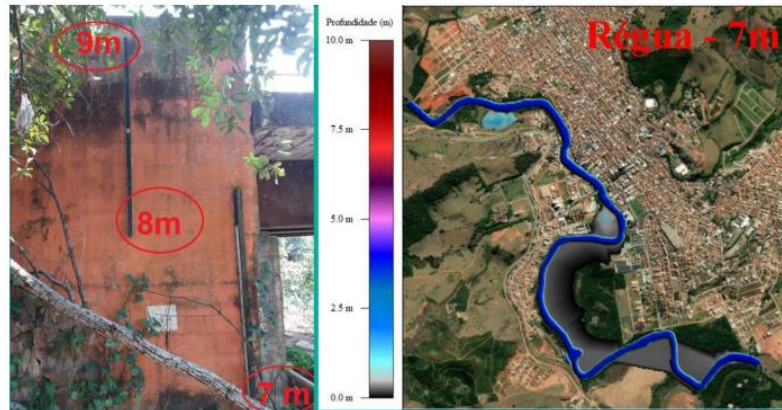 9m
8m
7 m
Profundidade (m)
10.0 m
7.5 m
5.0 m
2.5 m
0.0 m
Régua - 7m